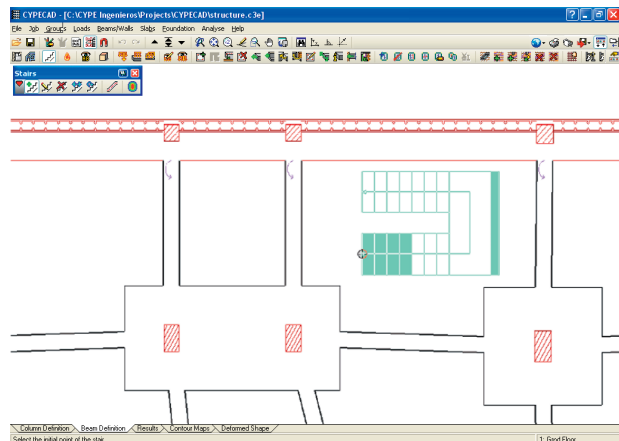 CYPECAD - [C:\CYPE Ingenieros\Projects\CYPECAD\structure.c3e]
File Job Groups Loads Beams/Walls Slabs Foundation Analyse Help
Stairs
Column Definition Beam Definition Results Contour Maps Deformed Shape
Select the initial point of the stair. 1: Grnd Floor